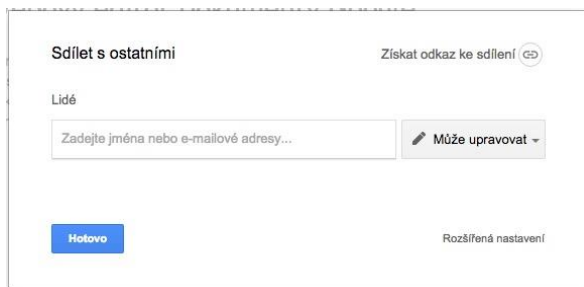 Sdílet s ostatními
Získat odkaz ke sdílení
Lidé
Zadejte jména nebo e-mailové adresy...
Může upravovat
Hotovo
Rozšířená nastavení